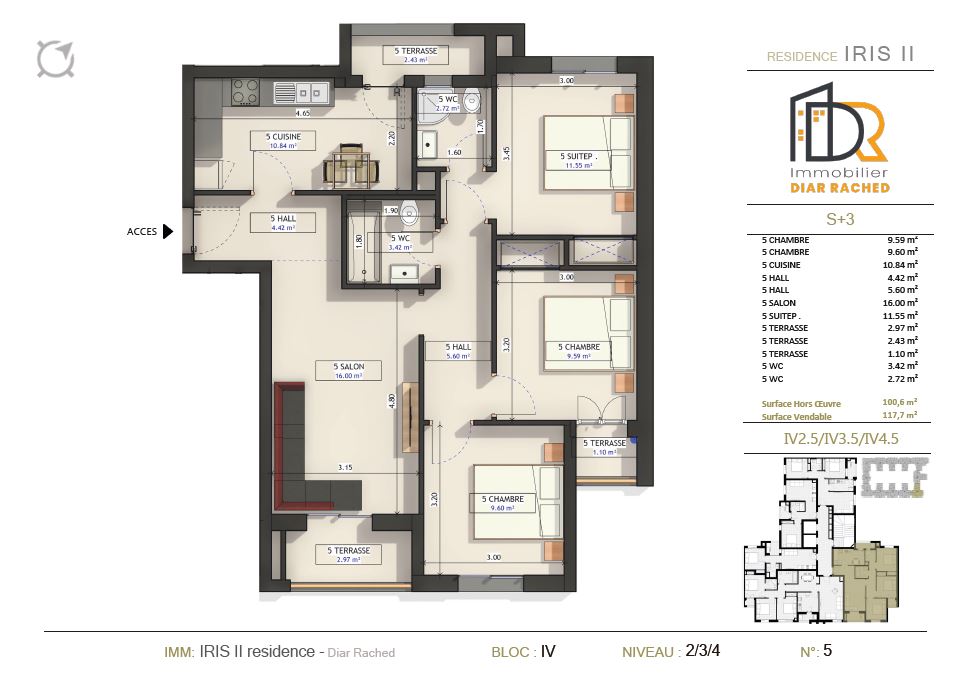 RESIDENCE IRIS II
DR
Immobilier
DIAR RACHED
S+3
5 CHAMBRE 9.59 m²
5 CHAMBRE 9.60 m²
5 CUISINE 10.84 m²
5 HALL 4.42 m²
5 HALL 5.60 m²
5 SALON 16.00 m²
5 SUITEP . 11.55 m²
5 TERRASSE 2.97 m²
5 TERRASSE 2.43 m²
5 TERRASSE 1.10 m²
5 WC 3.42 m²
5 WC 2.72 m²
Surface Hors Œuvre 100,6 m²
Surface Vendable 117,7 m²
IV2.5/IV3.5/IV4.5
5 TERRASSE
2.43 m²
3.00
4.65
5 CUISINE
10.84 m²
2.20
5 WC
2.72 m²
1.70
1.60
3.45
5 SUITEP .
11.55 m²
ACCES
5 HALL
4.42 m²
1.90
1.80
5 WC
3.42 m²
3.00
3.20
5 HALL
5.60 m²
5 CHAMBRE
9.59 m²
5 SALON
16.00 m²
4.80
3.15
5 TERRASSE
1.10 m²
3.20
5 CHAMBRE
9.60 m²
3.00
5 TERRASSE
2.97 m²
IMM: IRIS II residence - Diar Rached
BLOC : IV
NIVEAU : 2/3/4
N°: 5